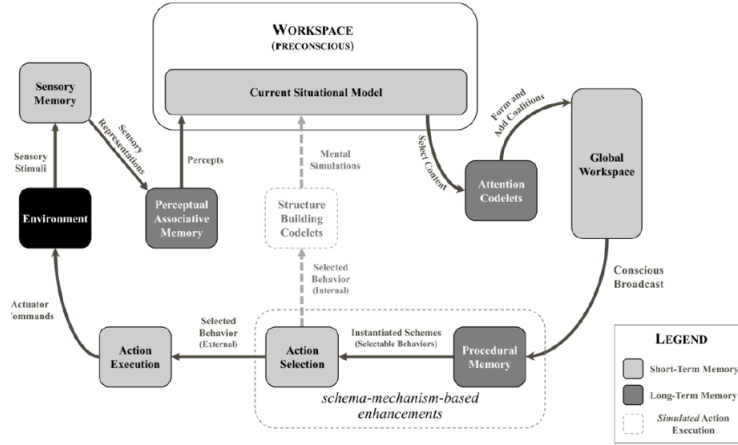 WORKSPACE
(PRECONSCIOUS)
Current Situational Model
Sensory
Memory
Sensory
Representations
Percepts
Mental
Simulations
Select Content
Form and
Add Coalitions
Global
Workspace
Sensory
Stimuli
Environment
Perceptual
Associative
Memory
Structure
Building
Codelets
Attention
Codelets
Selected
Behavior
(Internal)
Conscious
Broadcast
Actuator
Commands
Action
Execution
Selected
Behavior
(External)
Action
Selection
Instantiated Schemes
(Selectable Behaviors)
Procedural
Memory
schema-mechanism-based
enhancements
LEGEND
Short-Term Memory
Long-Term Memory
Simulated Action
Execution